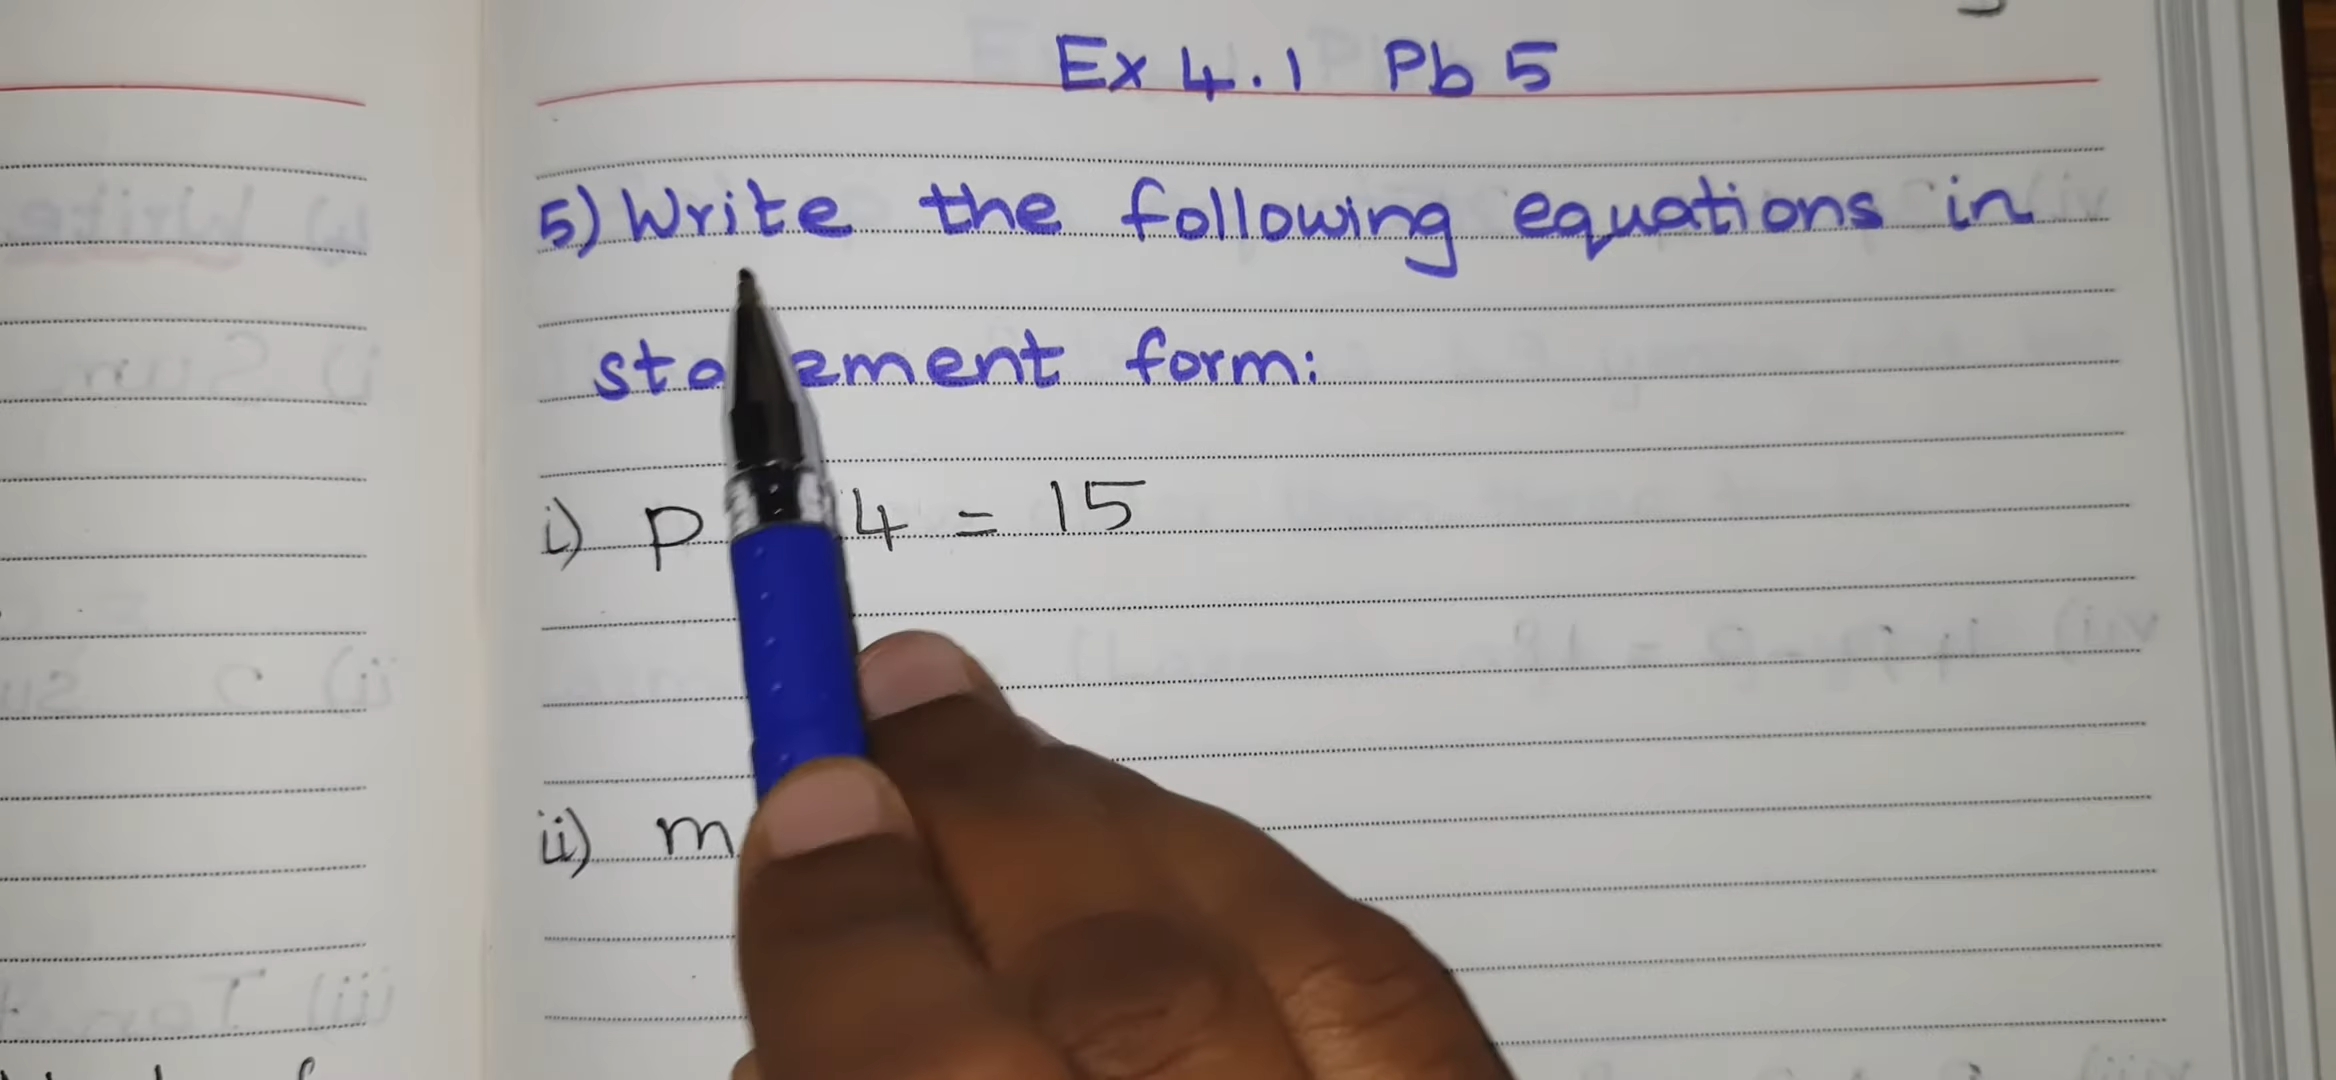 Ex 4.1 Pb 5
5) Write the following equations in
form:
i) p 4 = 15
ii) m